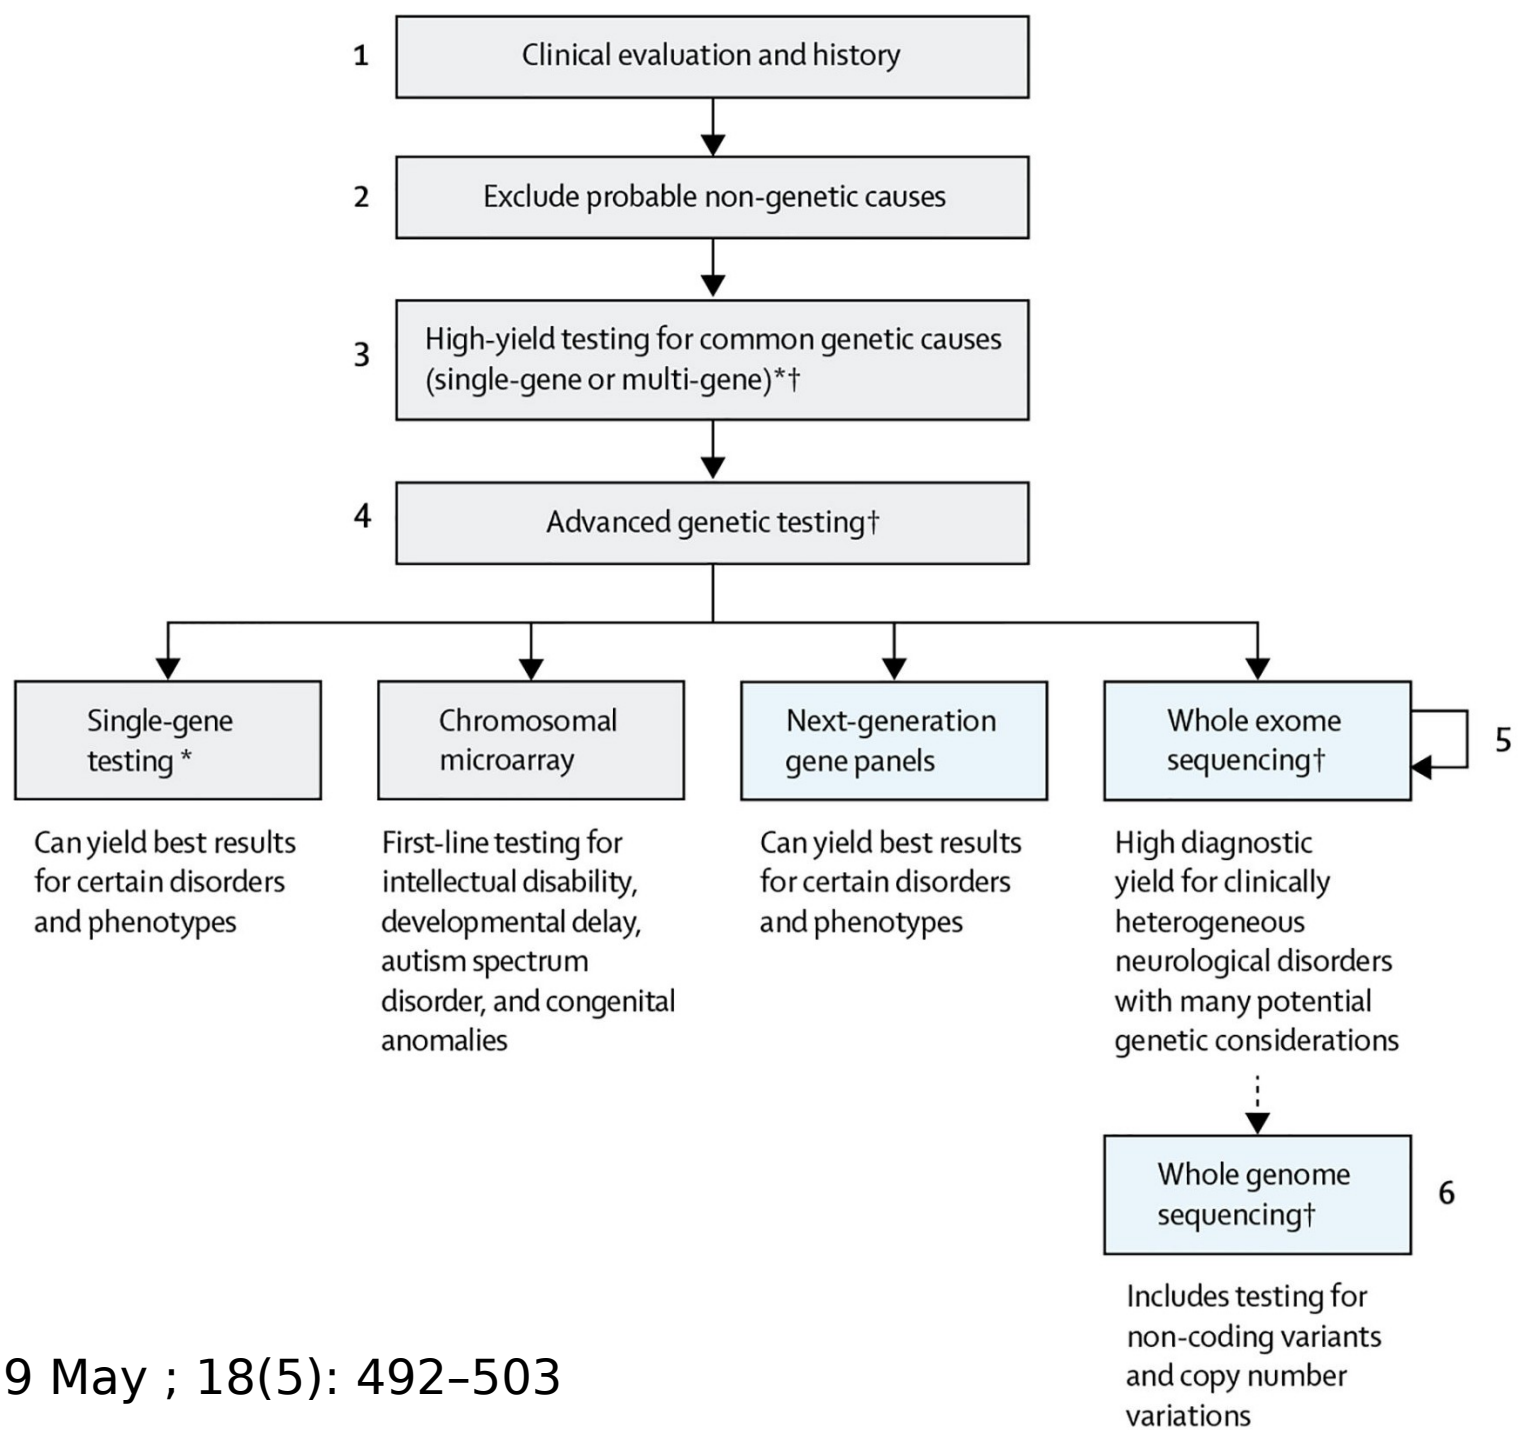 1
Clinical evaluation and history
2
Exclude probable non-genetic causes
3
High-yield testing for common genetic causes
(single-gene or multi-gene)*†
4
Advanced genetic testing†
Single-gene
testing *
Can yield best results
for certain disorders
and phenotypes
Chromosomal
microarray
First-line testing for
intellectual disability,
developmental delay,
autism spectrum
disorder, and congenital
anomalies
Next-generation
gene panels
Can yield best results
for certain disorders
and phenotypes
Whole exome
sequencing†
5
High diagnostic
yield for clinically
heterogeneous
neurological disorders
with many potential
genetic considerations
Whole genome
sequencing†
6
Includes testing for
non-coding variants
and copy number
variations
9 May ; 18(5): 492–503